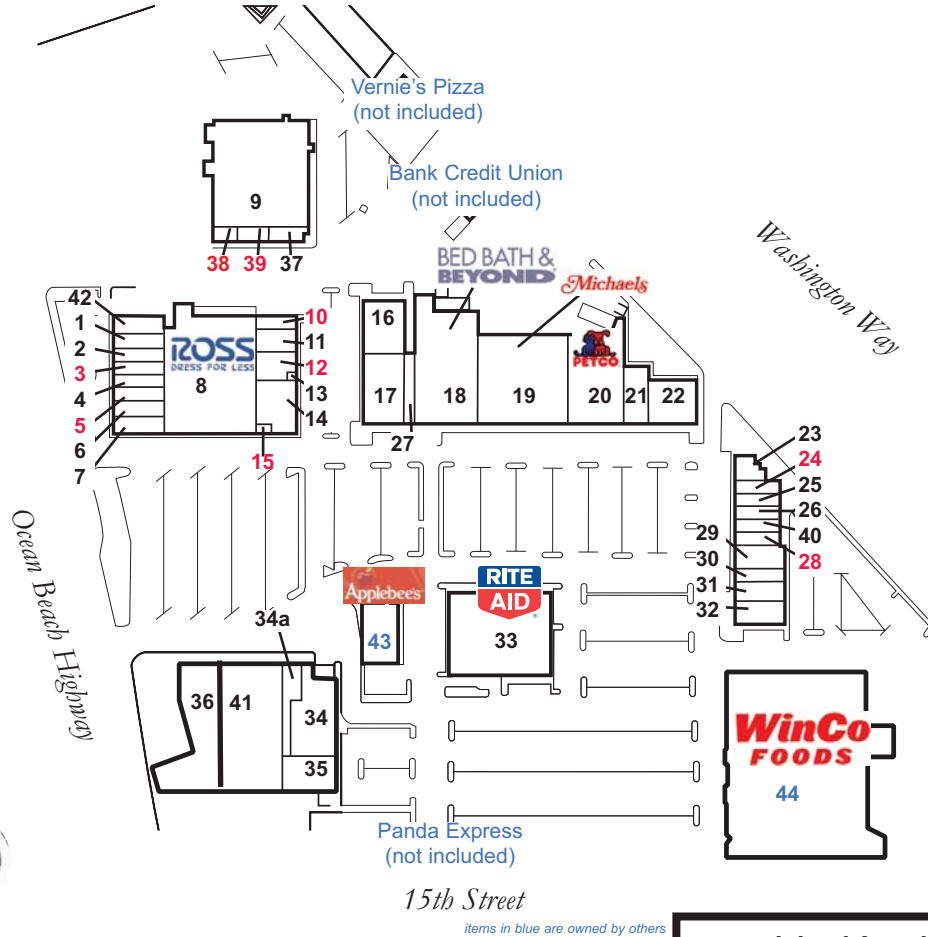 Vernie's Pizza
(not included)
Bank Credit Union
(not included)
9
38
39
37
BED BATH &
BEYOND
Michaels
Washington Way
42
1
2
3
4
5
6
7
ROSS
DRESS FOR LESS
8
10
11
12
13
14
15
16
17
27
18
19
PETCO
20
21
22
23
24
25
26
40
28
29
30
31
32
Ocean Beach Highway
Applebee's
43
RITE
AID
33
34a
36
41
34
35
WinCo
FOODS
44
Panda Express
(not included)
15th Street
items in blue are owned by others